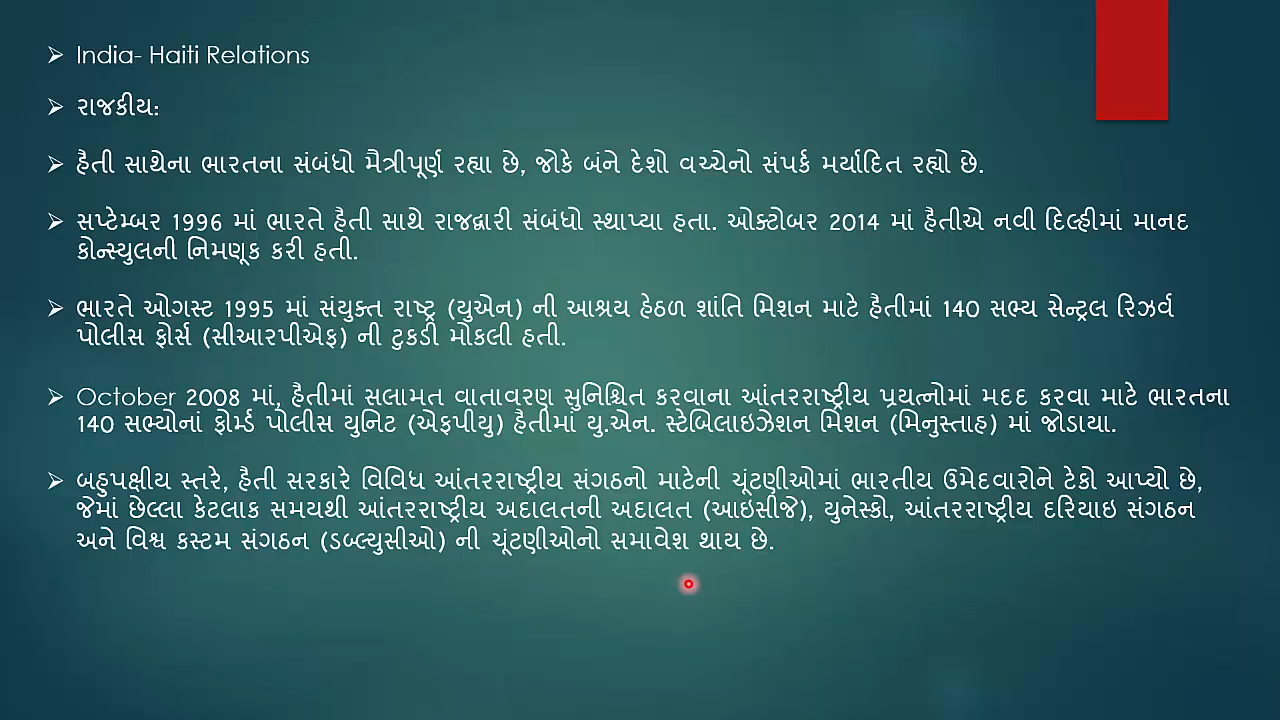 India- Haiti Relations
રાજકીય:
હૈતી સાથેના ભારતના સંબંધો મૈત્રીપૂર્ણ રહ્યા છે, જોકે બંને દેશો વચ્ચેનો સંપર્ક મર્યાદિત રહ્યો છે.
સપ્ટેમ્બર 1996 માં ભારતે હૈતી સાથે રાજદ્વારી સંબંધો સ્થાપ્યા હતા. ઓક્ટોબર 2014 માં હૈતીએ નવી દિલ્હીમાં માનદ
કોન્સ્યુલની નિમણૂક કરી હતી.
ભારતે ઓગસ્ટ 1995 માં સંયુક્ત રાષ્ટ્ર (યુએન) ની આશ્રય હેઠળ શાંતિ મિશન માટે હૈતીમાં 140 સભ્ય સેન્ટ્રલ રિઝર્વ
પોલીસ ફોર્સ (સીઆરપીએફ) ની ટુકડી મોકલી હતી.
October 2008 માં, હૈતીમાં સલામત વાતાવરણ સુનિશ્ચિત કરવાના આંતરરાષ્ટ્રીય પ્રયત્નોમાં મદદ કરવા માટે ભારતના
140 સભ્યોનાં ફોર્મ્ડ પોલીસ યુનિટ (એફપીયુ) હૈતીમાં યુ.એન. સ્ટેબિલાઇઝેશન મિશન (મિનુસ્તાહ) માં જોડાયા.
બહુપક્ષીય સ્તરે, હૈતી સરકારે વિવિધ આંતરરાષ્ટ્રીય સંગઠનો માટેની ચૂંટણીઓમાં ભારતીય ઉમેદવારોને ટેકો આપ્યો છે,
જેમાં છેલ્લા કેટલાક સમયથી આંતરરાષ્ટ્રીય અદાલતની અદાલત (આઇસીજે), યુનેસ્કો, આંતરરાષ્ટ્રીય દરિયાઇ સંગઠન
અને વિશ્વ કસ્ટમ સંગઠન (ડબ્લ્યુસીઓ) ની ચૂંટણીઓનો સમાવેશ થાય છે.